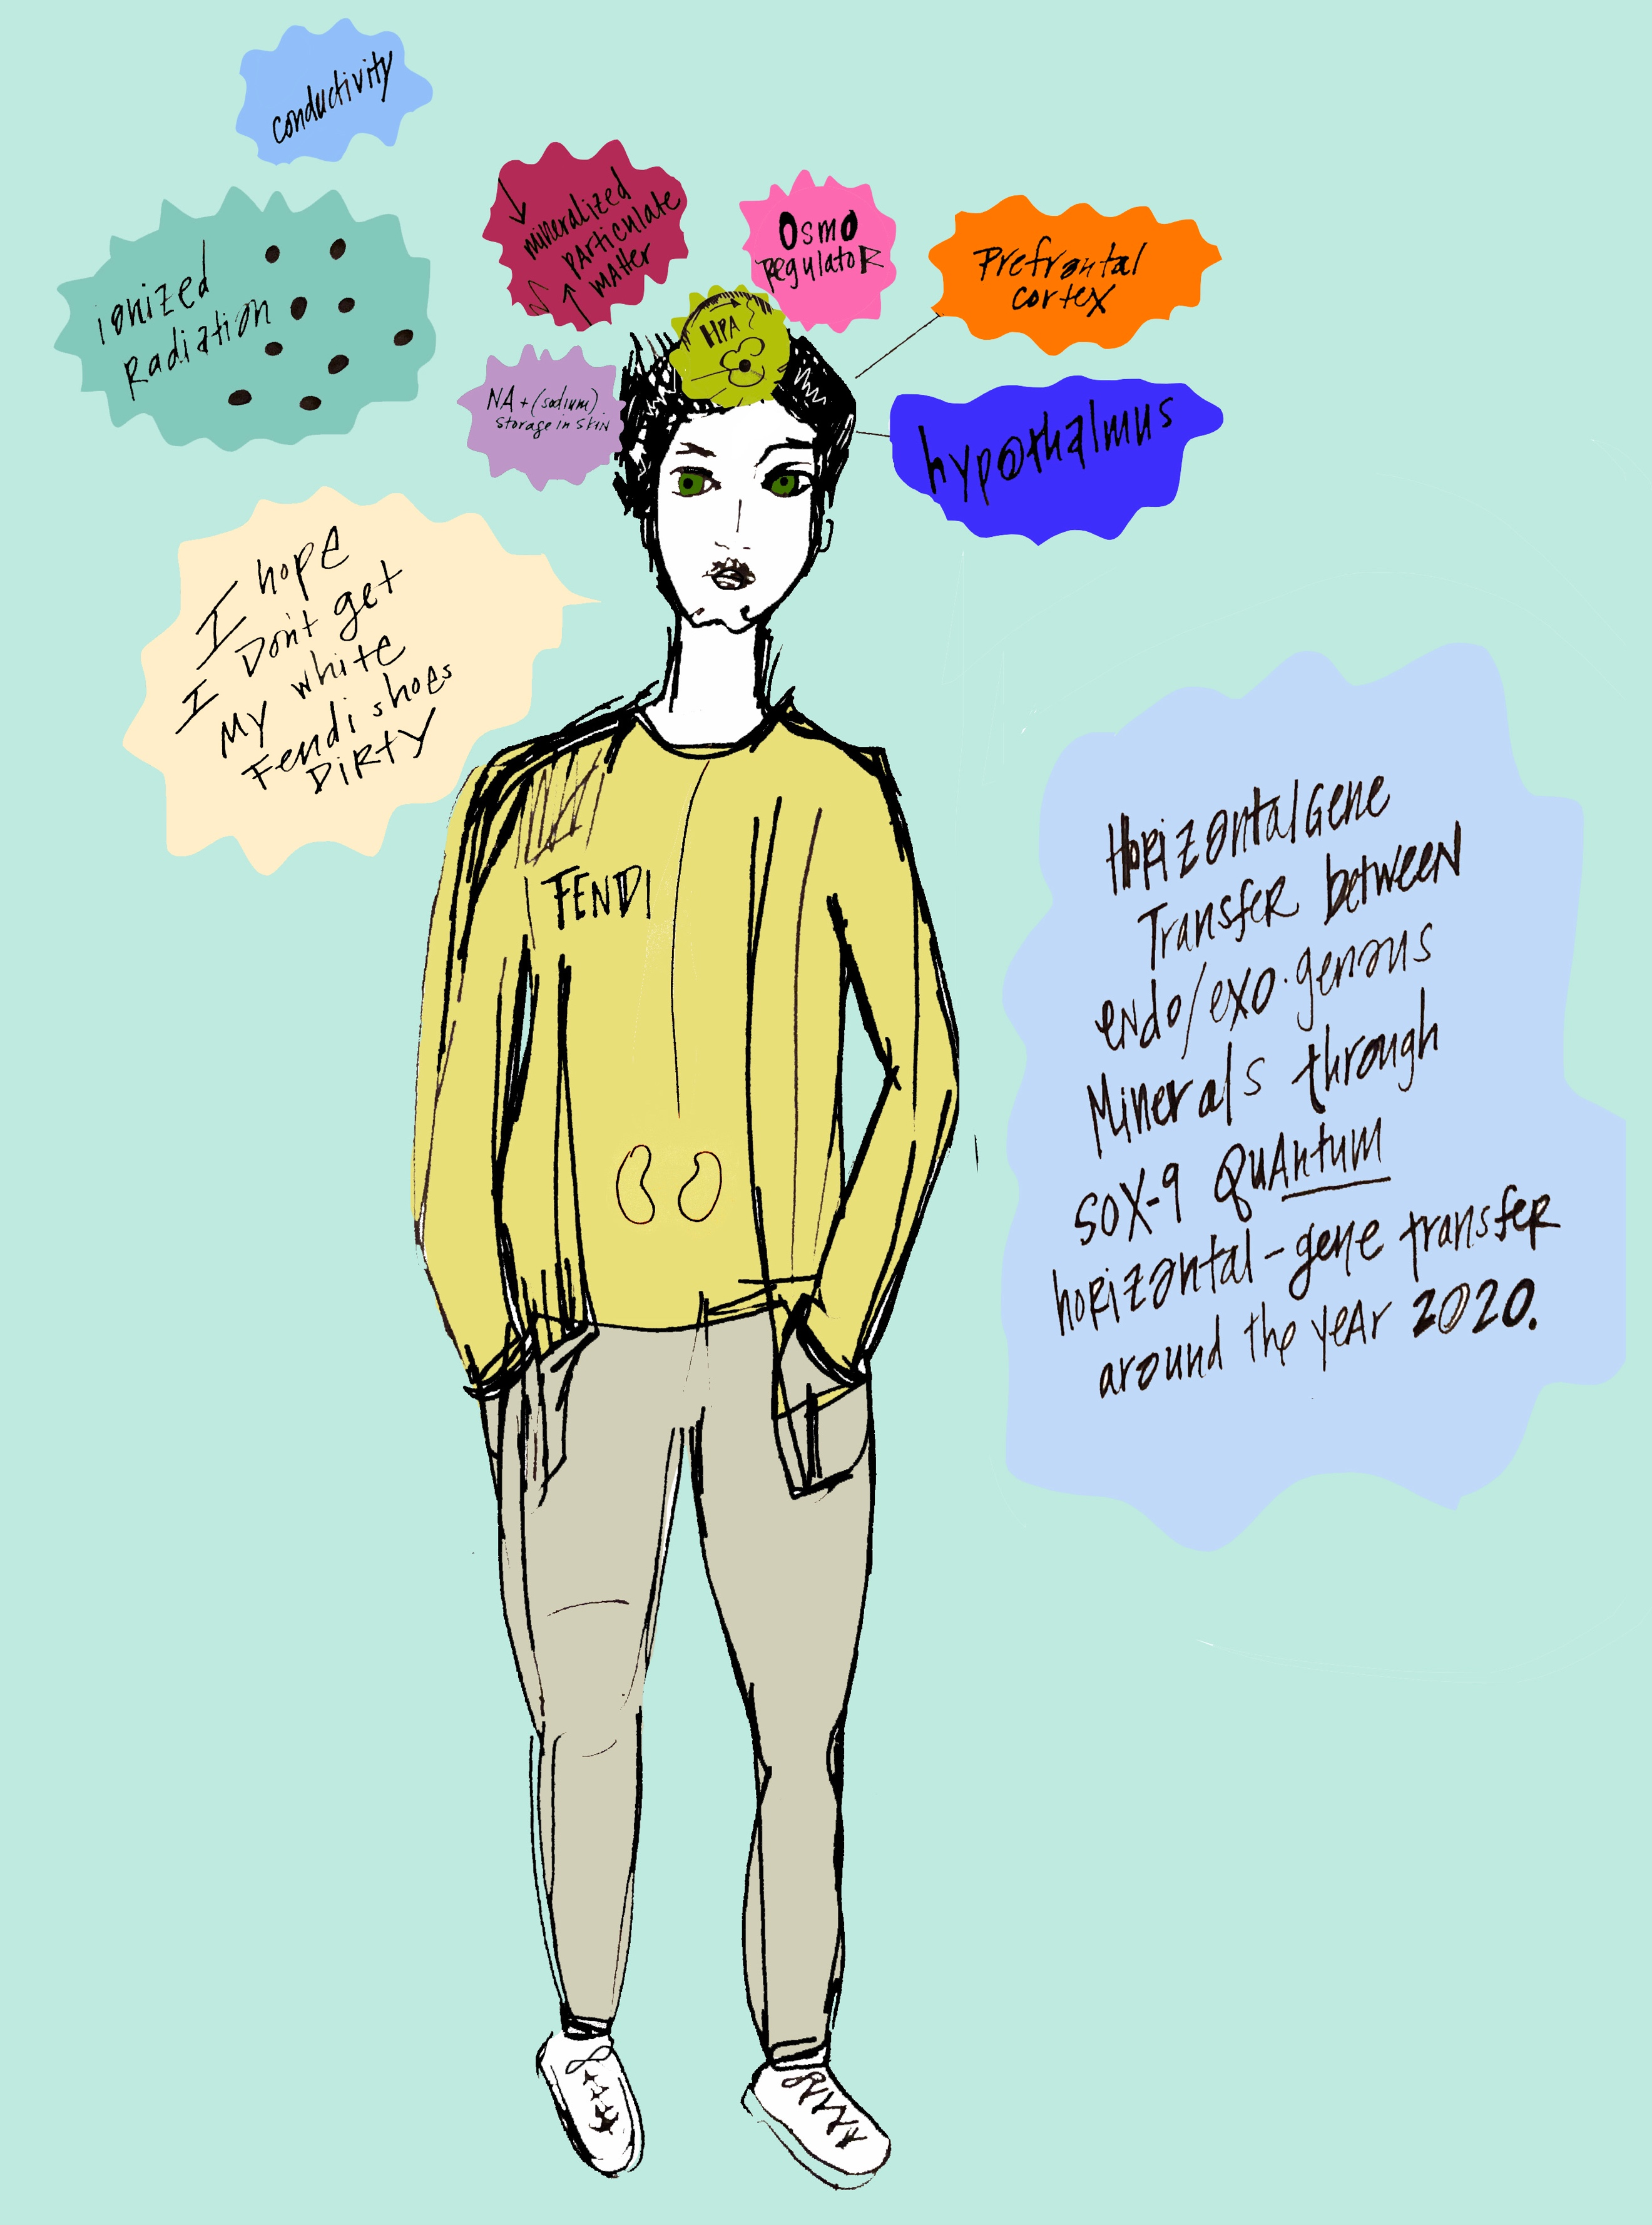 conductivity
ionized
Radiation
mineralized
particulate
matter
Osmo
Regulator
Prefrontal
cortex
HPA
NA+(sodium)
storage in skin
hypothalmus
I hope
I Don't get
My white
Fendi shoes
DIRTY
FENDI
Horizontal Gene
Transfer between
endo/exo·genous
Minerals through
SOX-9 QuAntum
horizontal-gene transfer
around the year 2020.